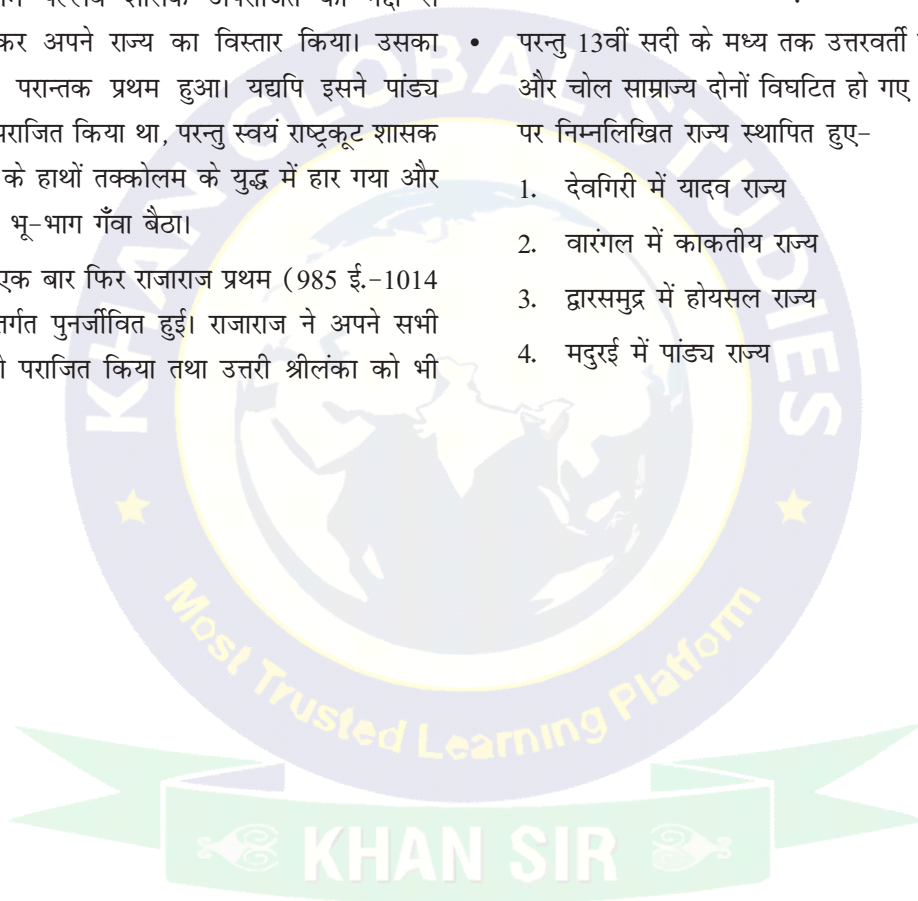 कर अपने राज्य का विस्तार किया। उसका
परान्तक प्रथम हुआ। यद्यपि इसने पांड्य
पराजित किया था, परन्तु स्वयं राष्ट्रकूट शासक
के हाथों तक्कोलम के युद्ध में हार गया और
भू-भाग गँवा बैठा।
एक बार फिर राजाराज प्रथम (985 ई.-1014
पुनर्जीवित हुई। राजाराज ने अपने सभी
पराजित किया तथा उत्तरी श्रीलंका को भी
• परन्तु 13वीं सदी के मध्य तक उत्तरवर्ती
और चोल साम्राज्य दोनों विघटित हो गए
पर निम्नलिखित राज्य स्थापित हुए-
1. देवगिरी में यादव राज्य
2. वारंगल में काकतीय राज्य
3. द्वारसमुद्र में होयसल राज्य
4. मदुरई में पांड्य राज्य
KHAN GLOBAL STUDIES
Most Trusted Learning Platform
KHAN SIR